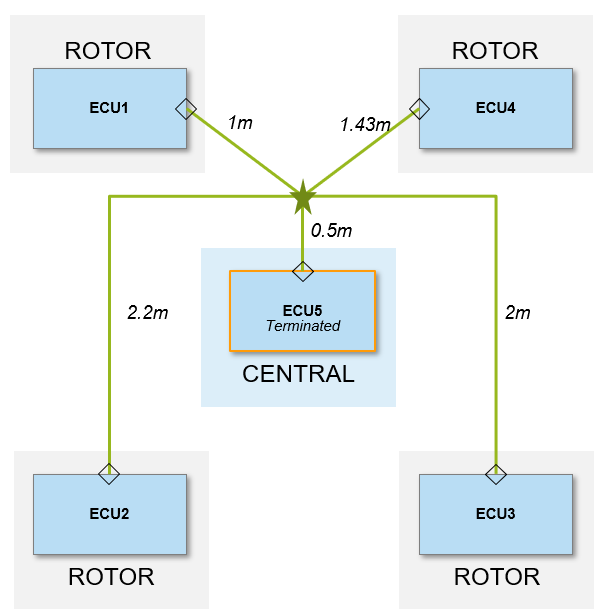 ROTOR
ECU1
ROTOR
ECU4
1m
1.43m
0.5m
ECU5
Terminated
CENTRAL
2.2m
2m
ECU2
ROTOR
ECU3
ROTOR